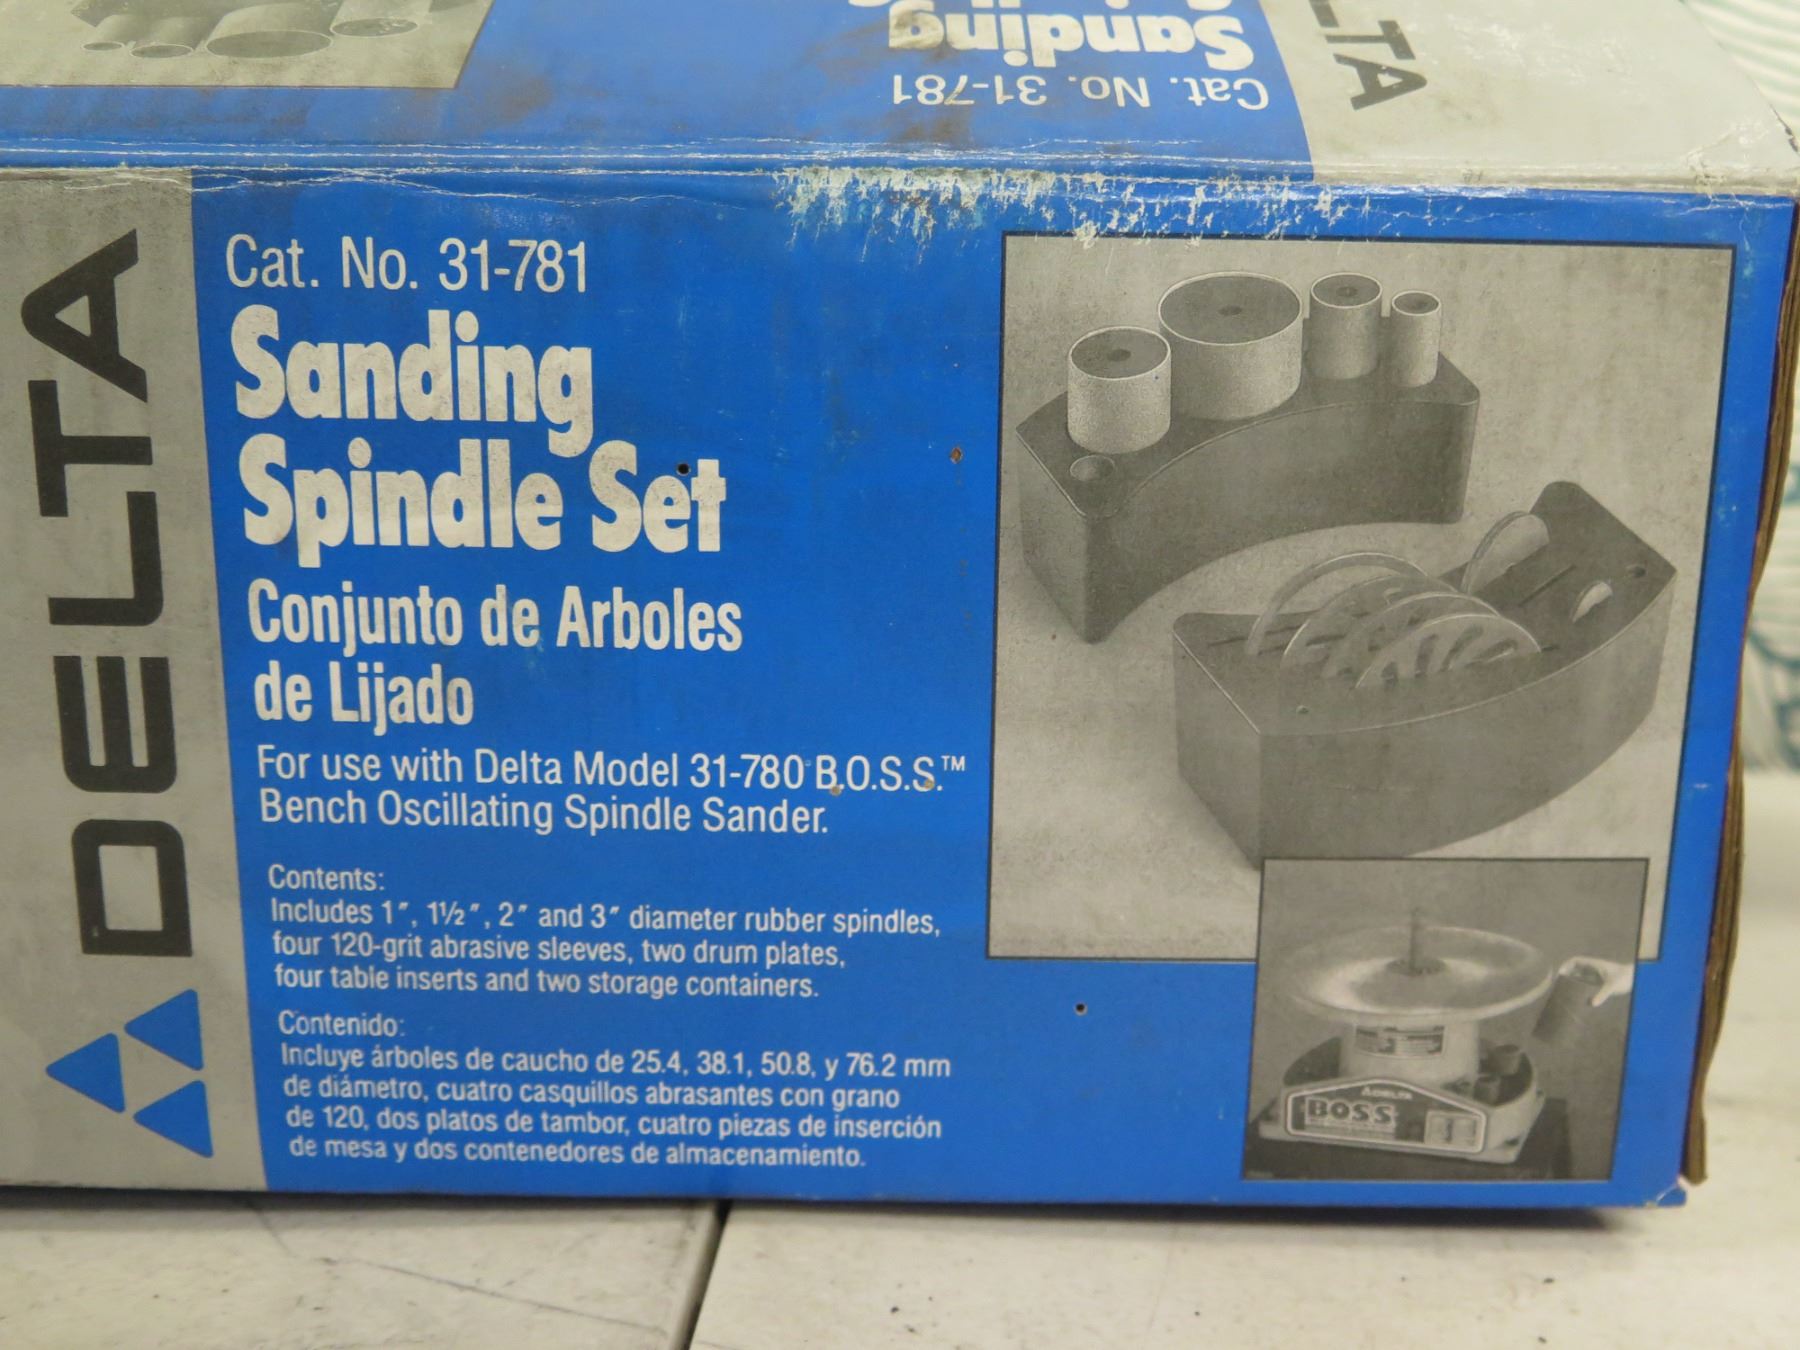 LTA
Cat. No. 31-781
Sanding
DELTA
Cat. No. 31-781
Sanding
Spindle Set
Conjunto de Arboles
de Lijado
For use with Delta Model 31-780 B.O.S.S.™
Bench Oscillating Spindle Sander.
Contents:
Includes 1″, 1½″, 2″ and 3″ diameter rubber spindles,
four 120-grit abrasive sleeves, two drum plates,
four table inserts and two storage containers.
Contenido:
Incluye árboles de caucho de 25.4, 38.1, 50.8, y 76.2 mm
de diámetro, cuatro casquillos abrasantes con grano
de 120, dos platos de tambor, cuatro piezas de inserción
de mesa y dos contenedores de almacenamiento.
DELTA
B.O.S.S.